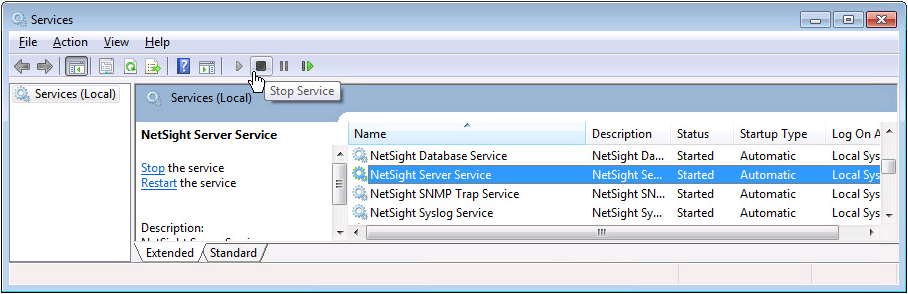 Services
File Action View Help
Stop Service
Services (Local)
Services (Local)
NetSight Server Service
Stop the service
Restart the service
Description:
Name Description Status Startup Type Log On A
NetSight Database Service NetSight Da... Started Automatic Local Sys
NetSight Server Service NetSight Se... Started Automatic Local Sys
NetSight SNMP Trap Service NetSight SN... Started Automatic Local Sys
NetSight Syslog Service NetSight Sy... Started Automatic Local Sys
Extended Standard